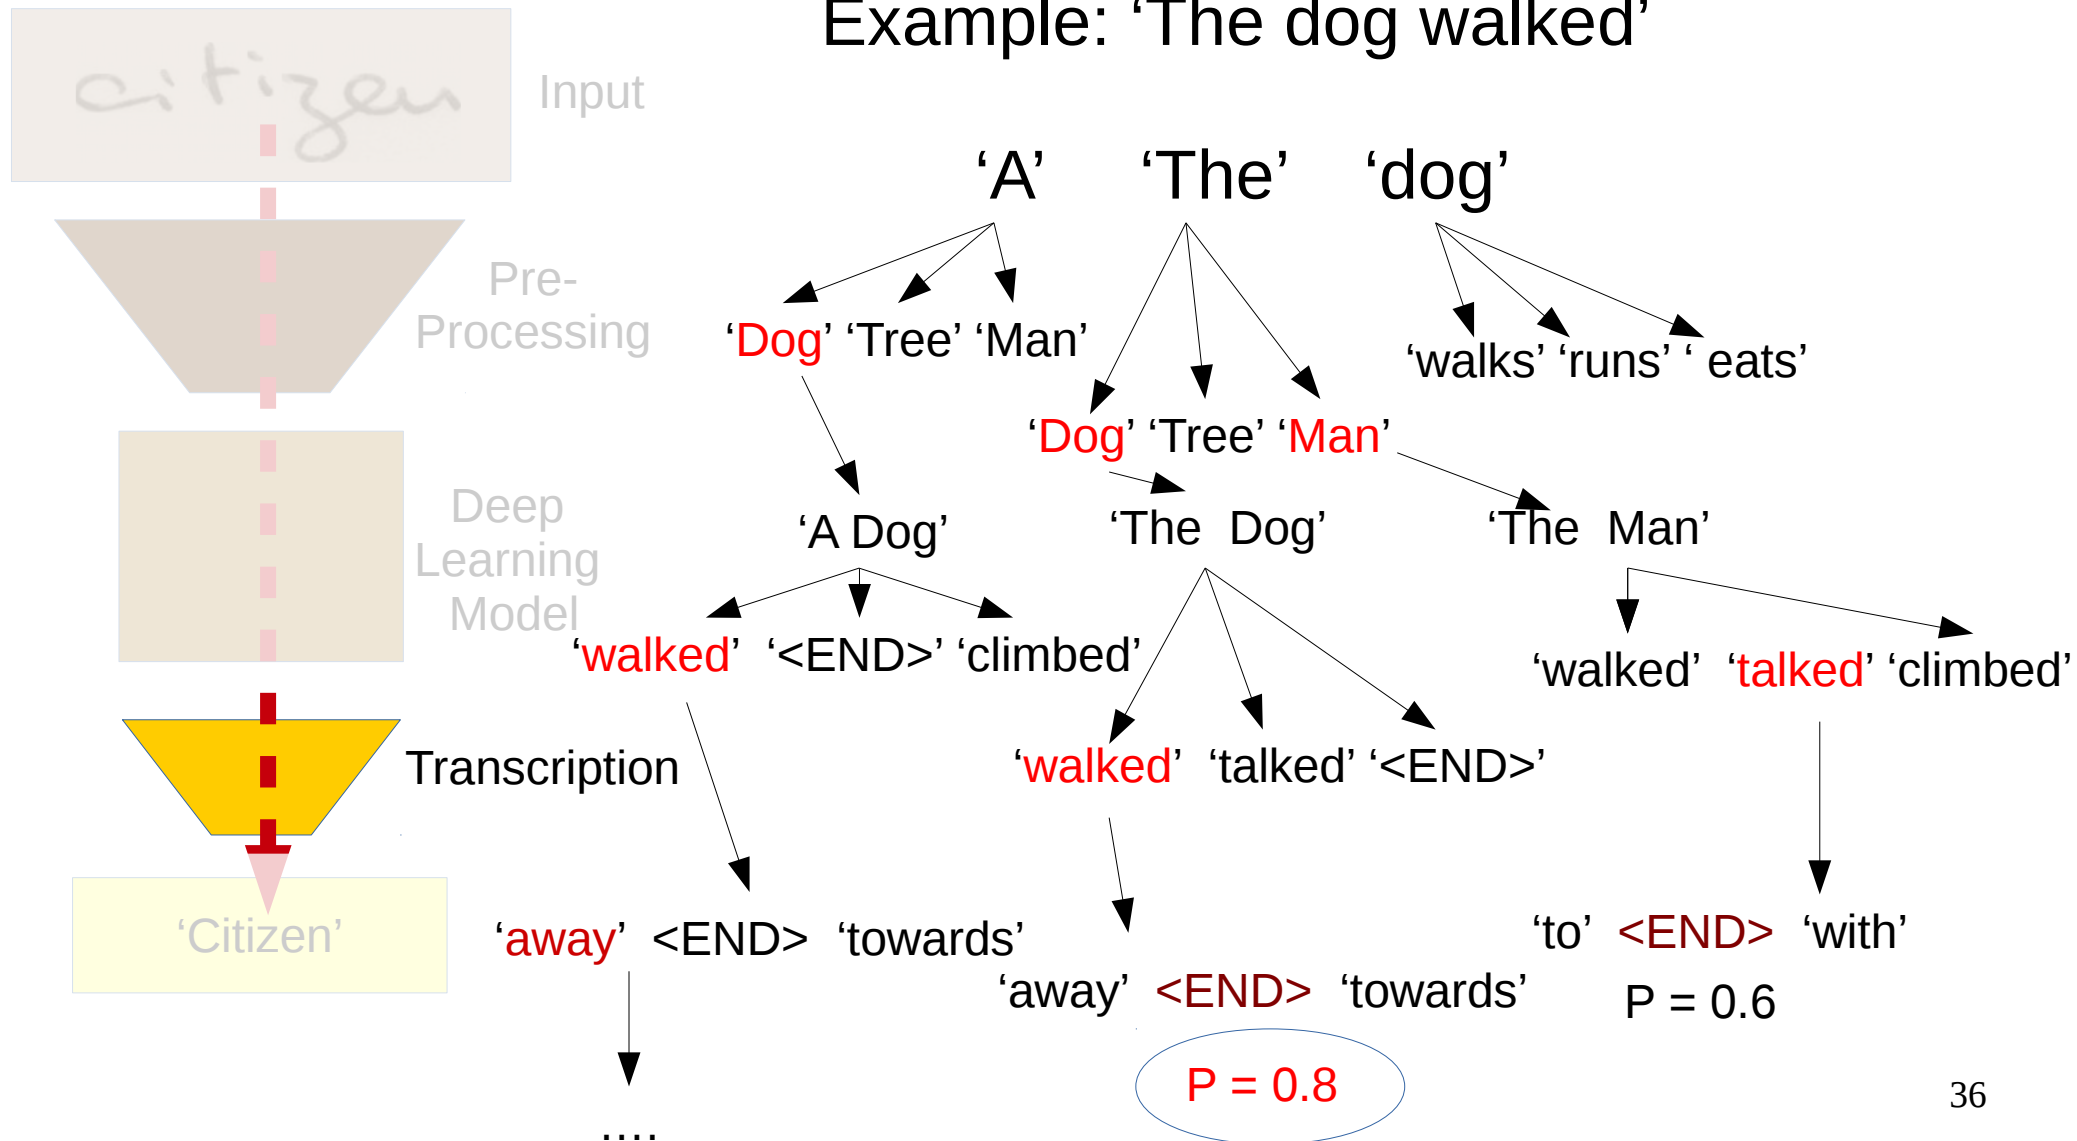 Example: ‘The dog walked’
citizen
Input
‘A’ ‘The’ ‘dog’
Pre-
Processing
‘Dog’ ‘Tree’ ‘Man’
‘walks’ ‘runs’ ‘ eats’
‘Dog’ ‘Tree’ ‘Man’
Deep
Learning
Model
‘A Dog’
‘The Dog’
‘The Man’
‘walked’ ‘<END>’ ‘climbed’
‘walked’ ‘talked’ ‘climbed’
Transcription
‘walked’ ‘talked’ ‘<END>’
‘Citizen’
‘away’ <END> ‘towards’
‘to’ <END> ‘with’
‘away’ <END> ‘towards’
P = 0.6
P = 0.8
....
36